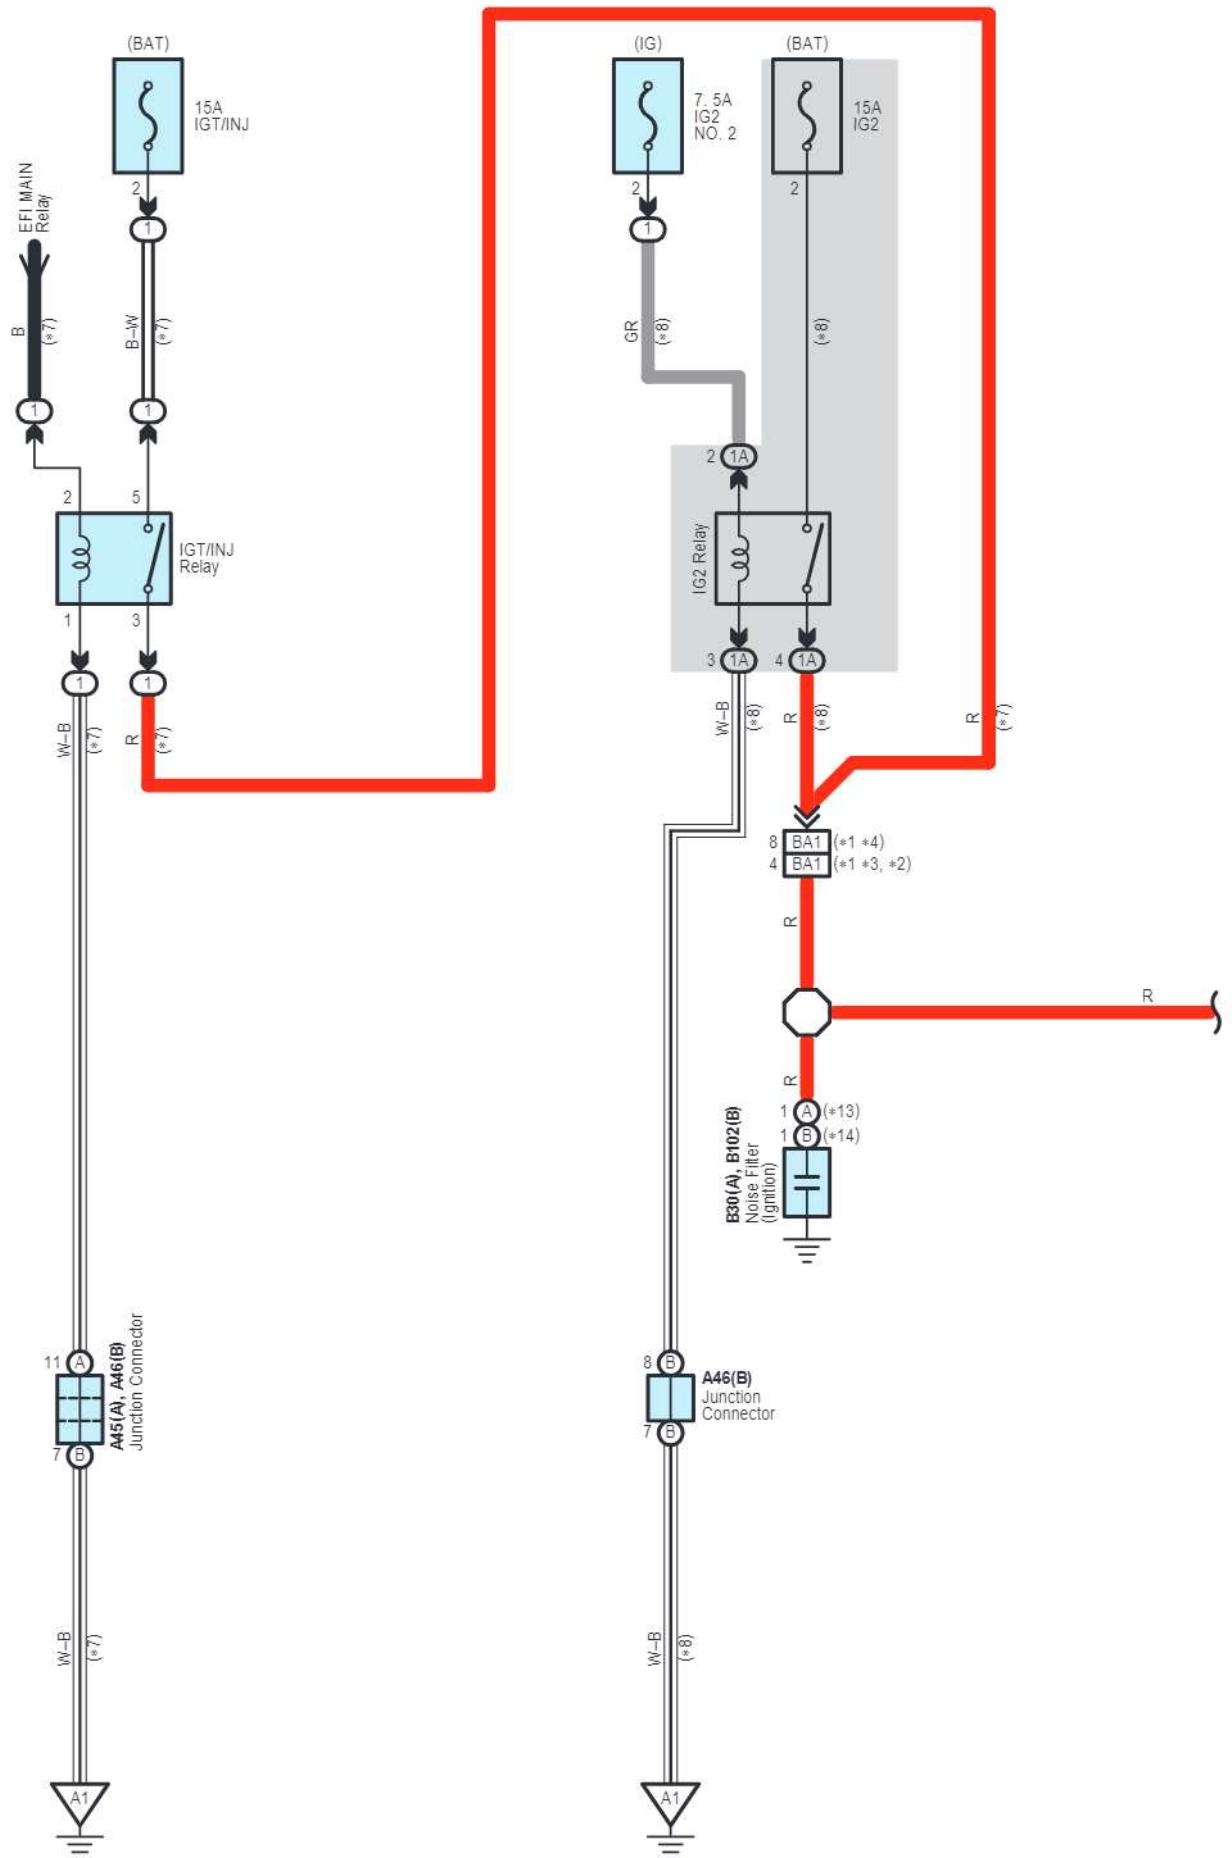 (BAT)
(IG)
(BAT)
15A
IGT/INJ
7. 5A
IG2
NO. 2
15A
IG2
EFI MAIN
Relay
2
2
2
1
1
B
(*7)
B–W
(*7)
GR
(*8)
(*8)
1
1
2
1A
2
5
IGT/INJ
Relay
IG2 Relay
1
3
3
1A
4
1A
1
1
W–B
(*7)
R
(*7)
W–B
(*8)
R
(*8)
R
(*7)
8
BA1
(*1 *4)
4
BA1
(*1 *3, *2)
R
R
R
1
A
(*13)
1
B
(*14)
B30(A), B102(B)
Noise Filter
(Ignition)
11
A
A45(A), A46(B)
Junction Connector
7
B
8
B
A46(B)
Junction
Connector
7
B
W–B
(*7)
W–B
(*8)
A1
A1